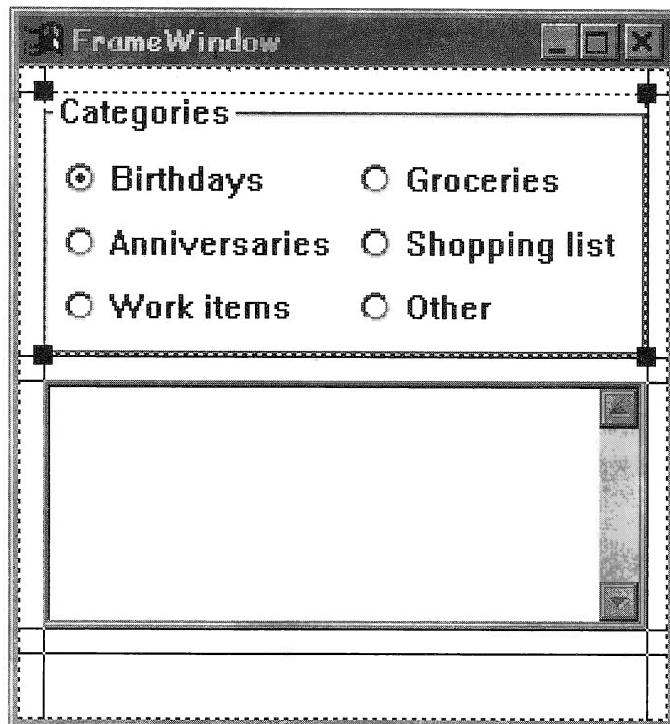 FrameWindow
Categories
Birthdays Groceries
Anniversaries Shopping list
Work items Other